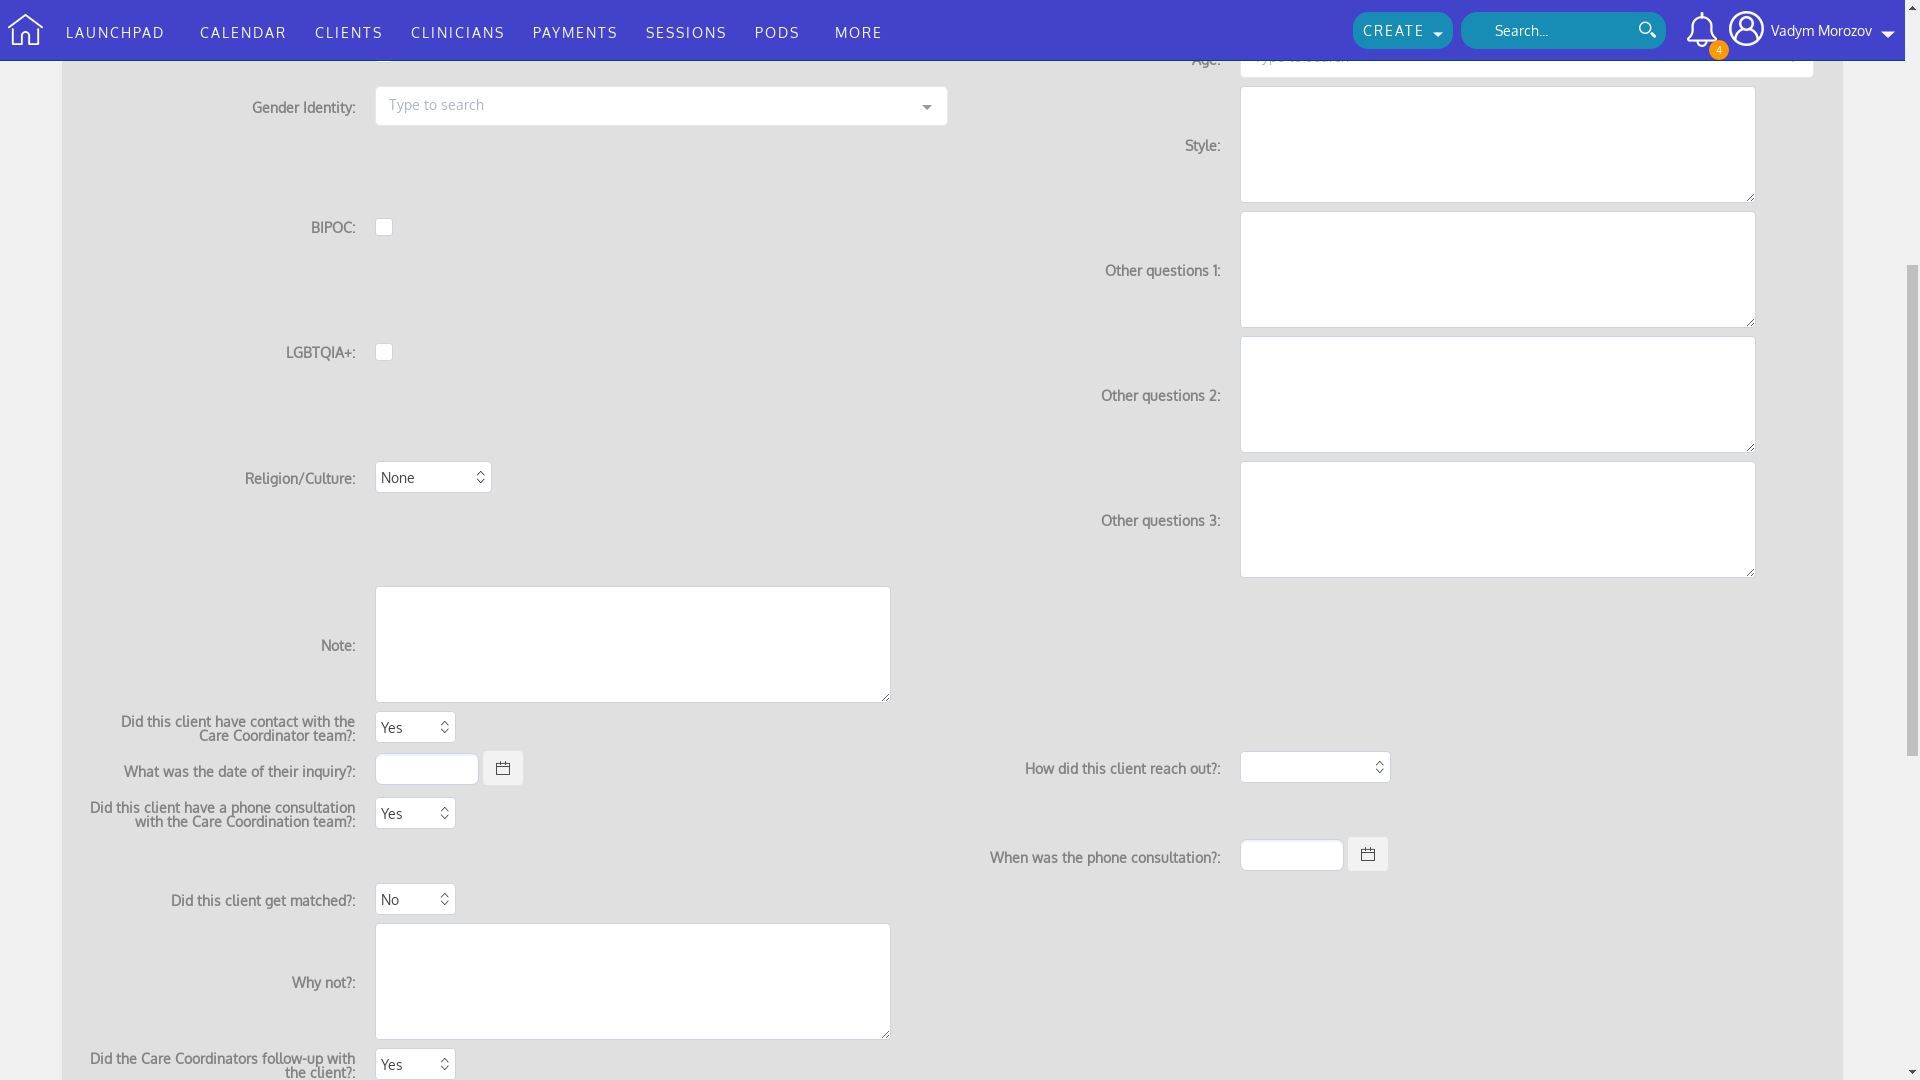 LAUNCHPAD CALENDAR CLIENTS CLINICIANS PAYMENTS SESSIONS PODS MORE CREATE Search... 4 Vadym Morozov
Age:
Gender Identity: Type to search
Style:
BIPOC:
Other questions 1:
LGBTQIA+:
Other questions 2:
Religion/Culture: None
Other questions 3:
Note:
Did this client have contact with the
Care Coordinator team?: Yes
What was the date of their inquiry?: How did this client reach out?:
Did this client have a phone consultation
with the Care Coordination team?: Yes
When was the phone consultation?:
Did this client get matched?: No
Why not?:
Did the Care Coordinators follow-up with
the client?: Yes